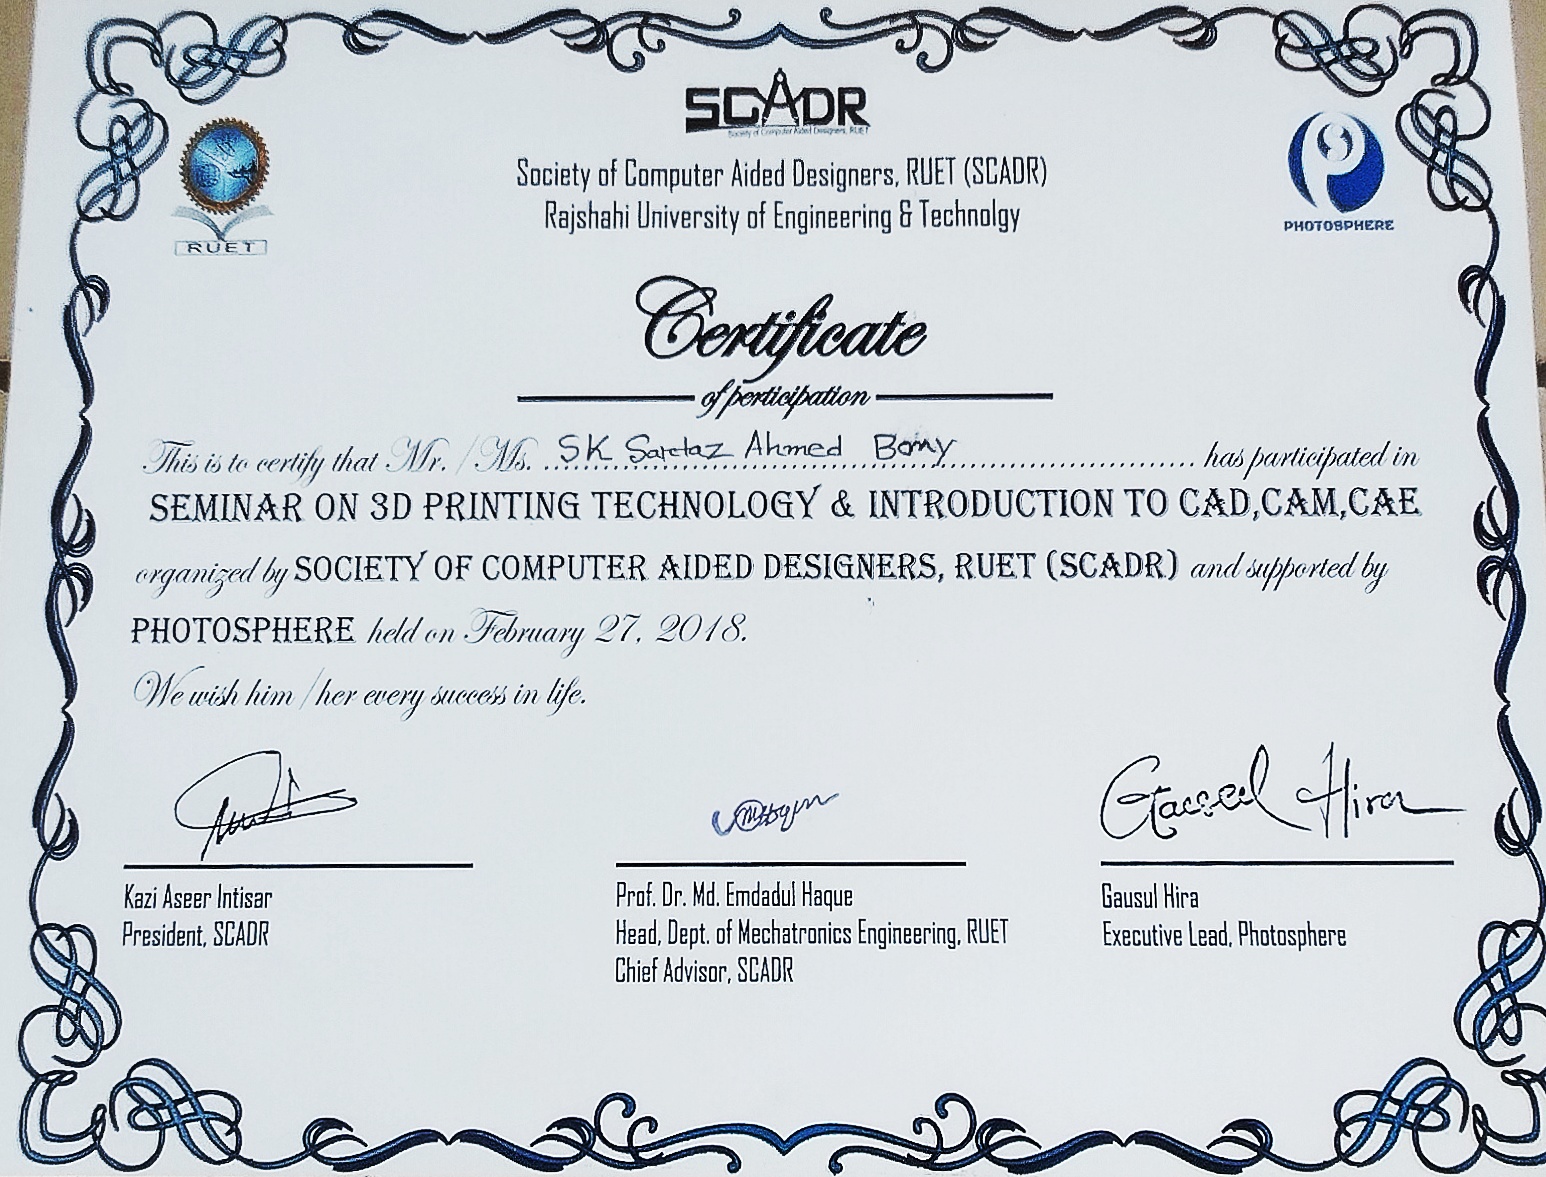 SCADR
Society of Computer Aided Designers, RUET
Society of Computer Aided Designers, RUET (SCADR)
Rajshahi University of Engineering & Technolgy
RUET
PHOTOSPHERE
Certificate
of perticipation
This is to certify that Mr. / Ms. SK Sartaz Ahmed Bony has participated in
SEMINAR ON 3D PRINTING TECHNOLOGY & INTRODUCTION TO CAD,CAM,CAE
organized by SOCIETY OF COMPUTER AIDED DESIGNERS, RUET (SCADR) and supported by
PHOTOSPHERE held on February 27, 2018.
We wish him / her every success in life.
Gausul Hira
Kazi Aseer Intisar
President, SCADR
Prof. Dr. Md. Emdadul Haque
Head, Dept. of Mechatronics Engineering, RUET
Chief Advisor, SCADR
Gausul Hira
Executive Lead, Photosphere